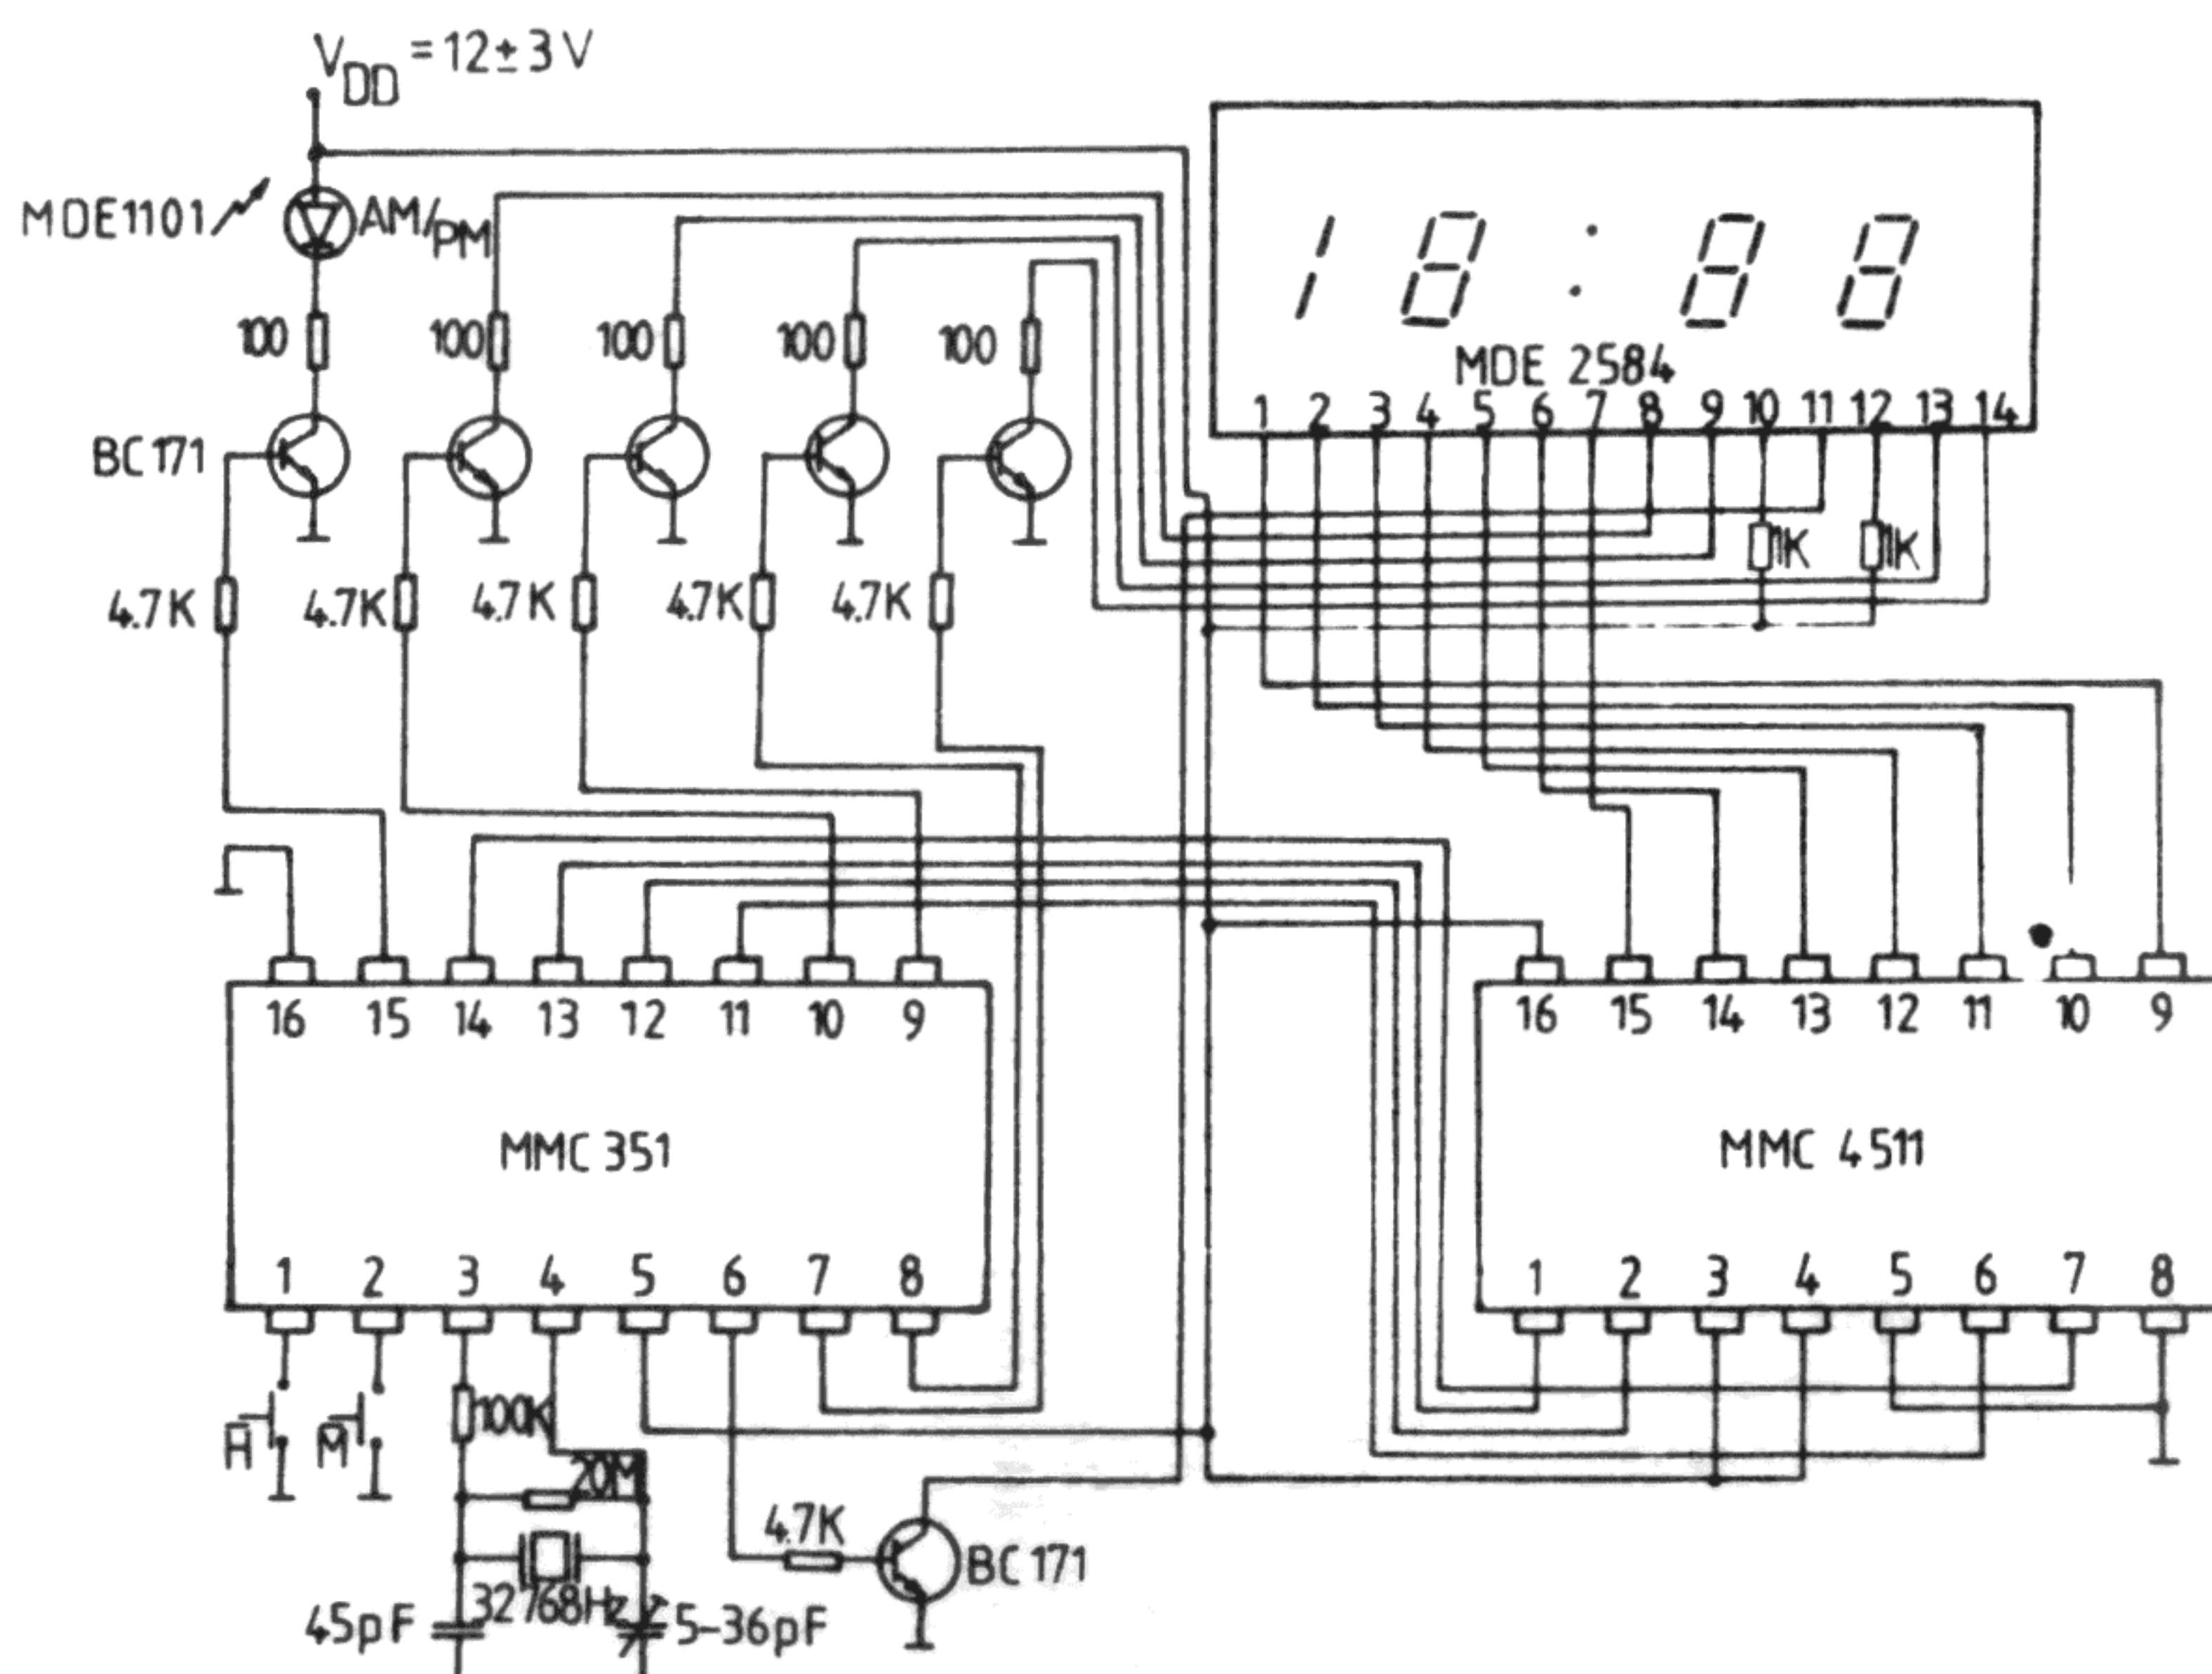 VDD = 12 ± 3 V
MDE1101 AM/PM
MDE 2584
1 2 3 4 5 6 7 8 9 10 11 12 13 14
100 100 100 100 100
BC 171
1K 1K
4.7K 4.7K 4.7K 4.7K 4.7K
16 15 14 13 12 11 10 9
16 15 14 13 12 11 10 9
MMC 351
MMC 4511
1 2 3 4 5 6 7 8
1 2 3 4 5 6 7 8
100K
H̅ M̅
20M
4.7K
BC 171
32768Hz
45pF 5-36pF